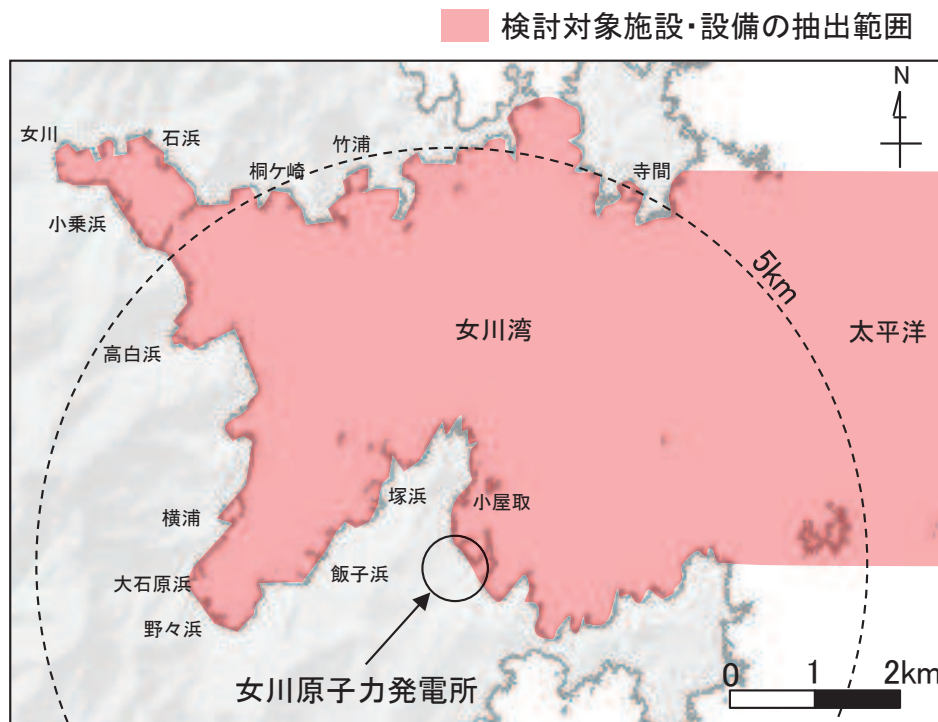 検討対象施設・設備の抽出範囲
N
女川
石浜
竹浦
桐ケ崎
寺間
小乗浜
5km
女川湾
太平洋
高白浜
塚浜
小屋取
横浦
飯子浜
大石原浜
野々浜
女川原子力発電所
0 1 2km